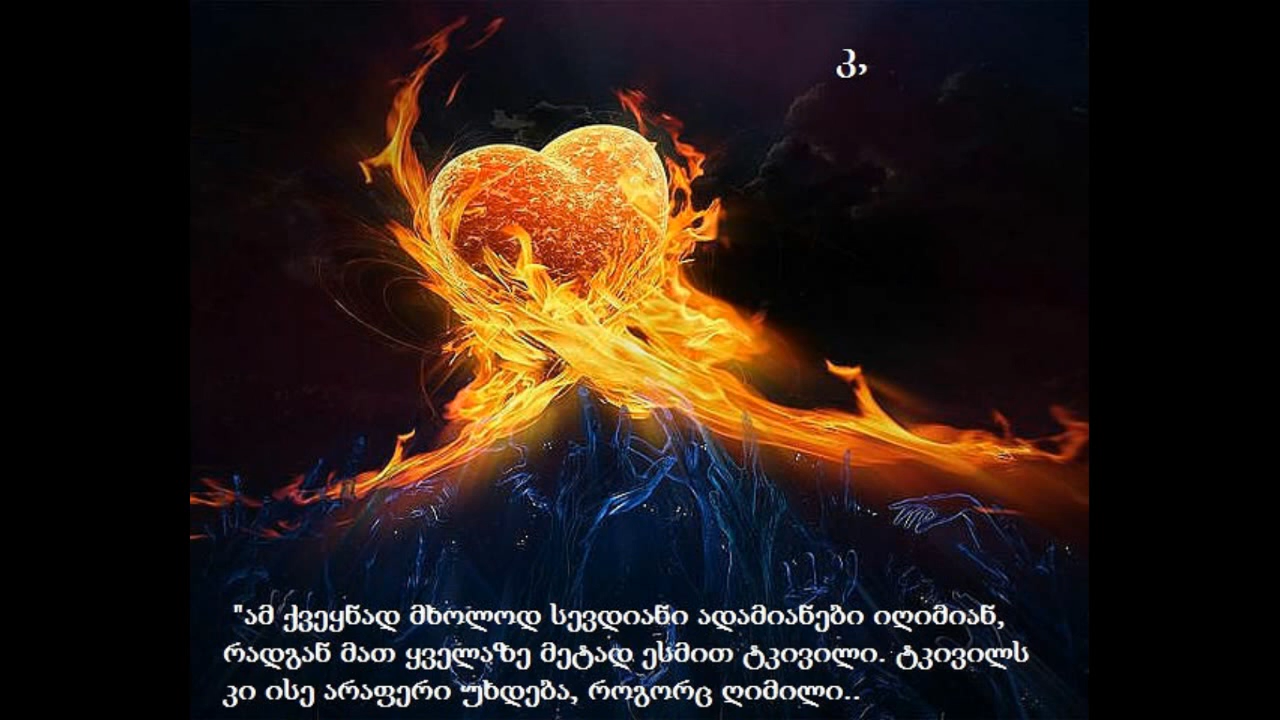 კ,
"ამ ქვეყნად მხოლოდ სევდიანი ადამიანები იღიმიან,
რადგან მათ ყველაზე მეტად ესმით ტკივილი. ტკივილს
კი ისე არაფერი უხდება, როგორც ღიმილი..